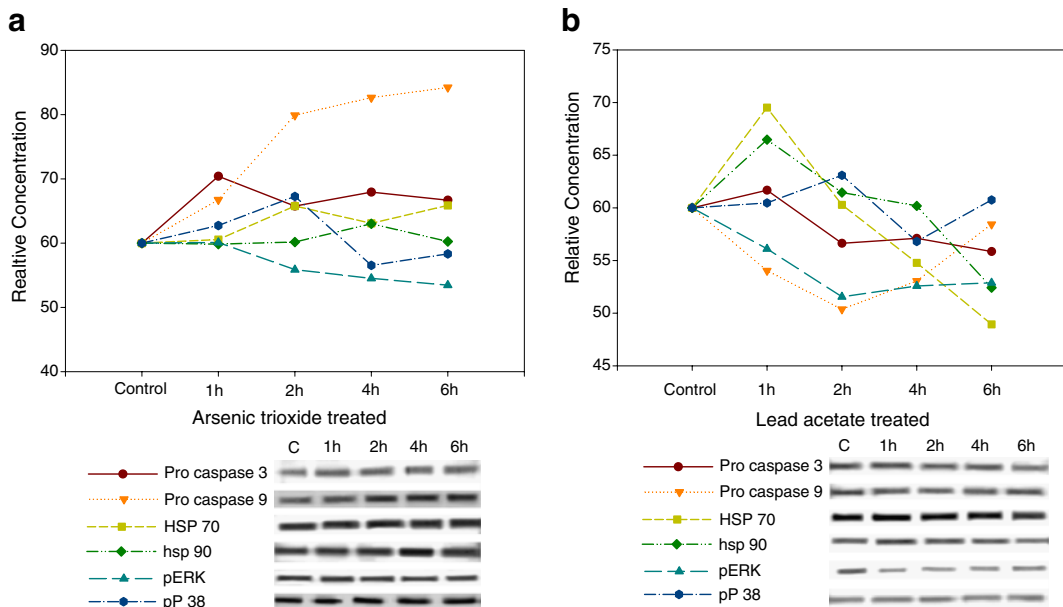 a
90
80
70
60
50
40
Realtive Concentration
Control 1h 2h 4h 6h
Arsenic trioxide treated
C 1h 2h 4h 6h
Pro caspase 3
Pro caspase 9
HSP 70
hsp 90
pERK
pP 38
b
75
70
65
60
55
50
45
Relative Concentration
Control 1h 2h 4h 6h
Lead acetate treated
C 1h 2h 4h 6h
Pro caspase 3
Pro caspase 9
HSP 70
hsp 90
pERK
pP 38